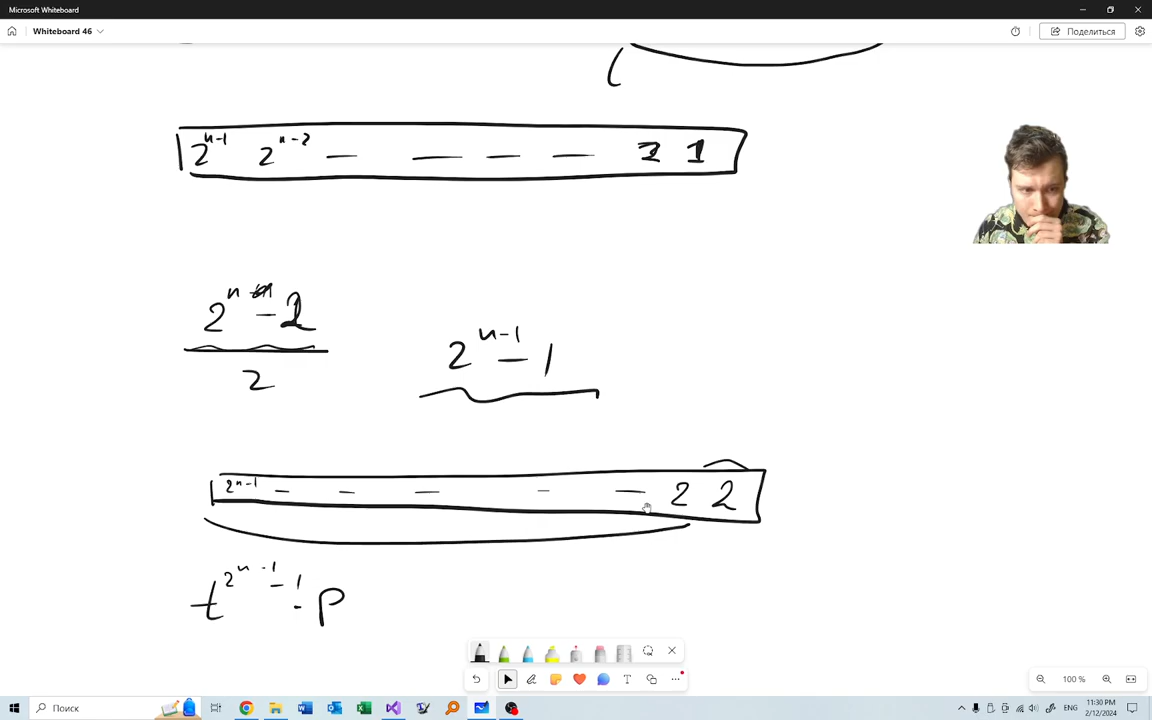 Microsoft Whiteboard
Whiteboard 46
Поделиться
2^{n-1} 2^{n-2} — — — — 2 1
2^n - 2
2
2^{n-1} - 1
2^{n-1} - - - - - 2 2
t^{2^{n-1} - 1} · p
100 %
Поиск
ENG
11:30 PM
2/12/2024